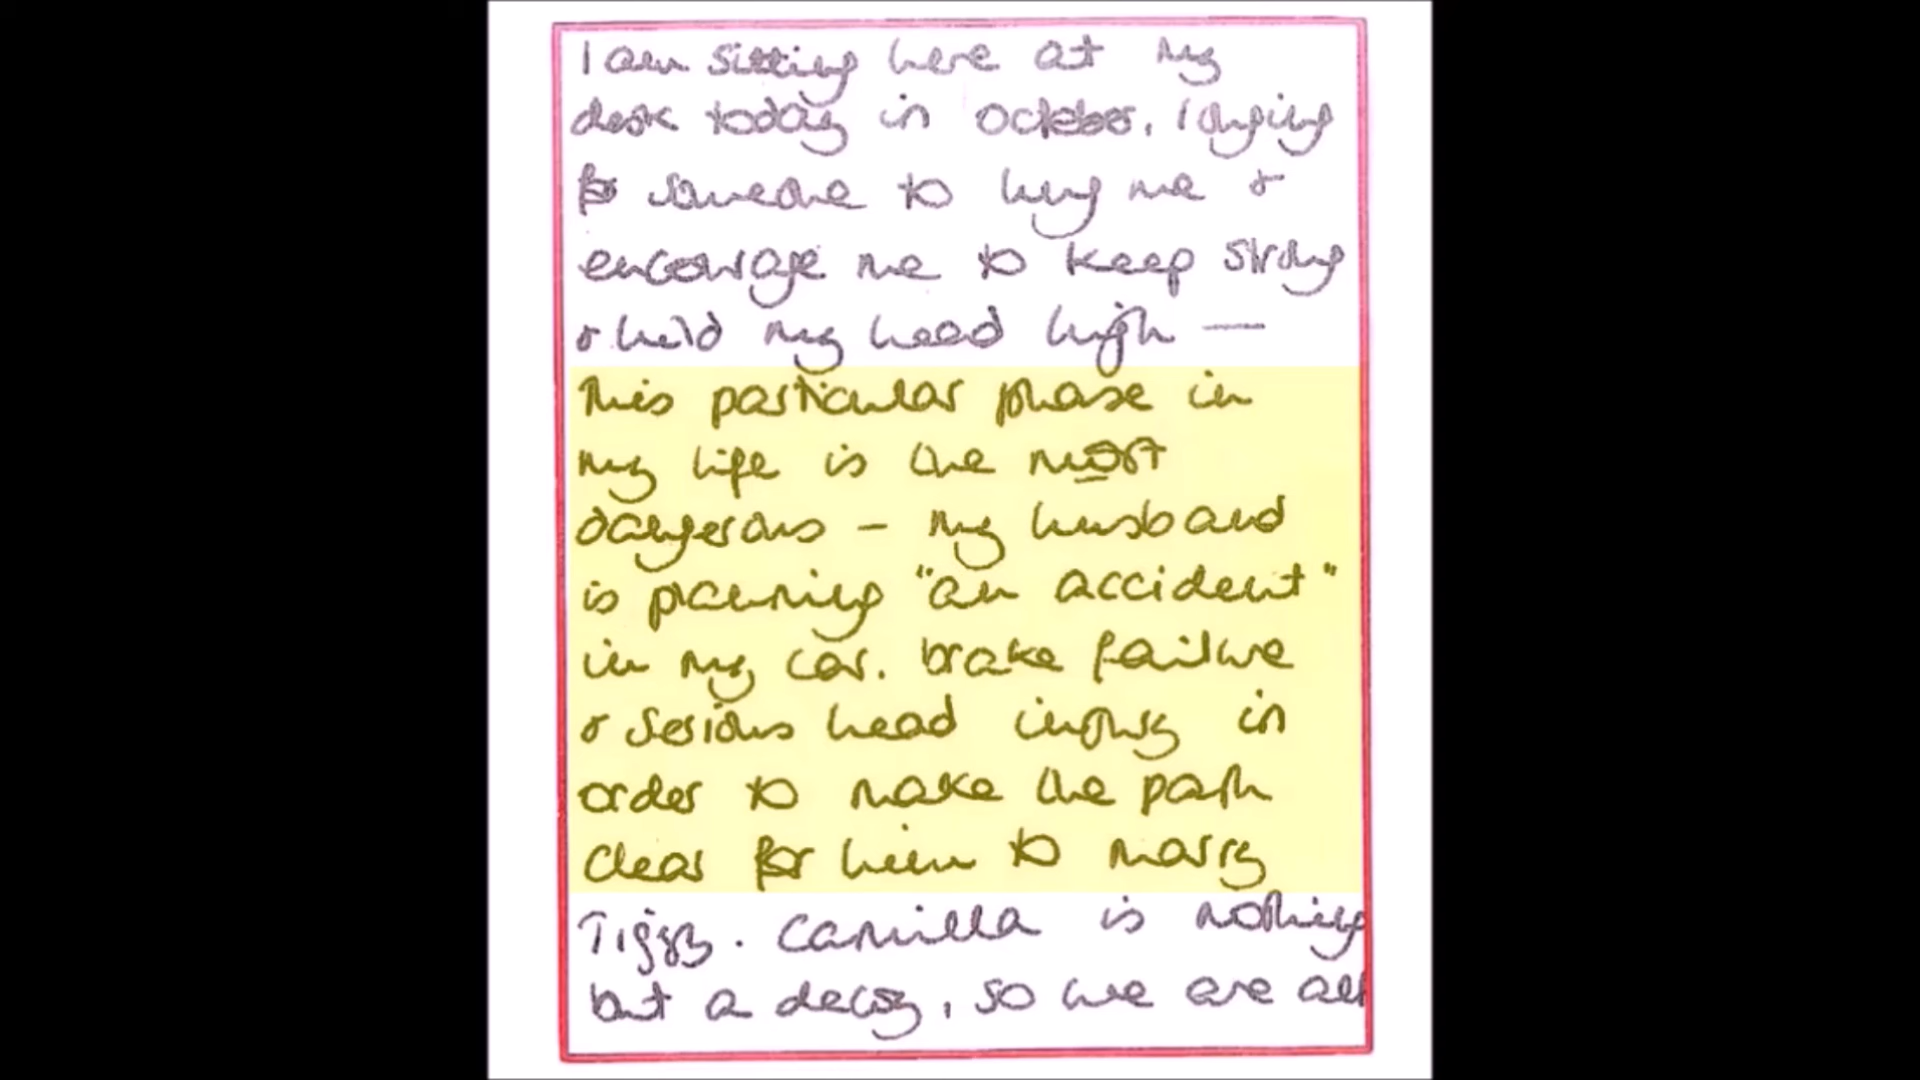 I am sitting here at my
desk today in october, longing
for someone to hug me &
encourage me to keep strong
& hold my head high —
This particular phase in
my life is the most
dangerous – my husband
is planning "an accident"
in my car. brake failure
& serious head injury in
order to make the path
clear for him to marry
Tiggy. Camilla is nothing
but a decoy, so we are all